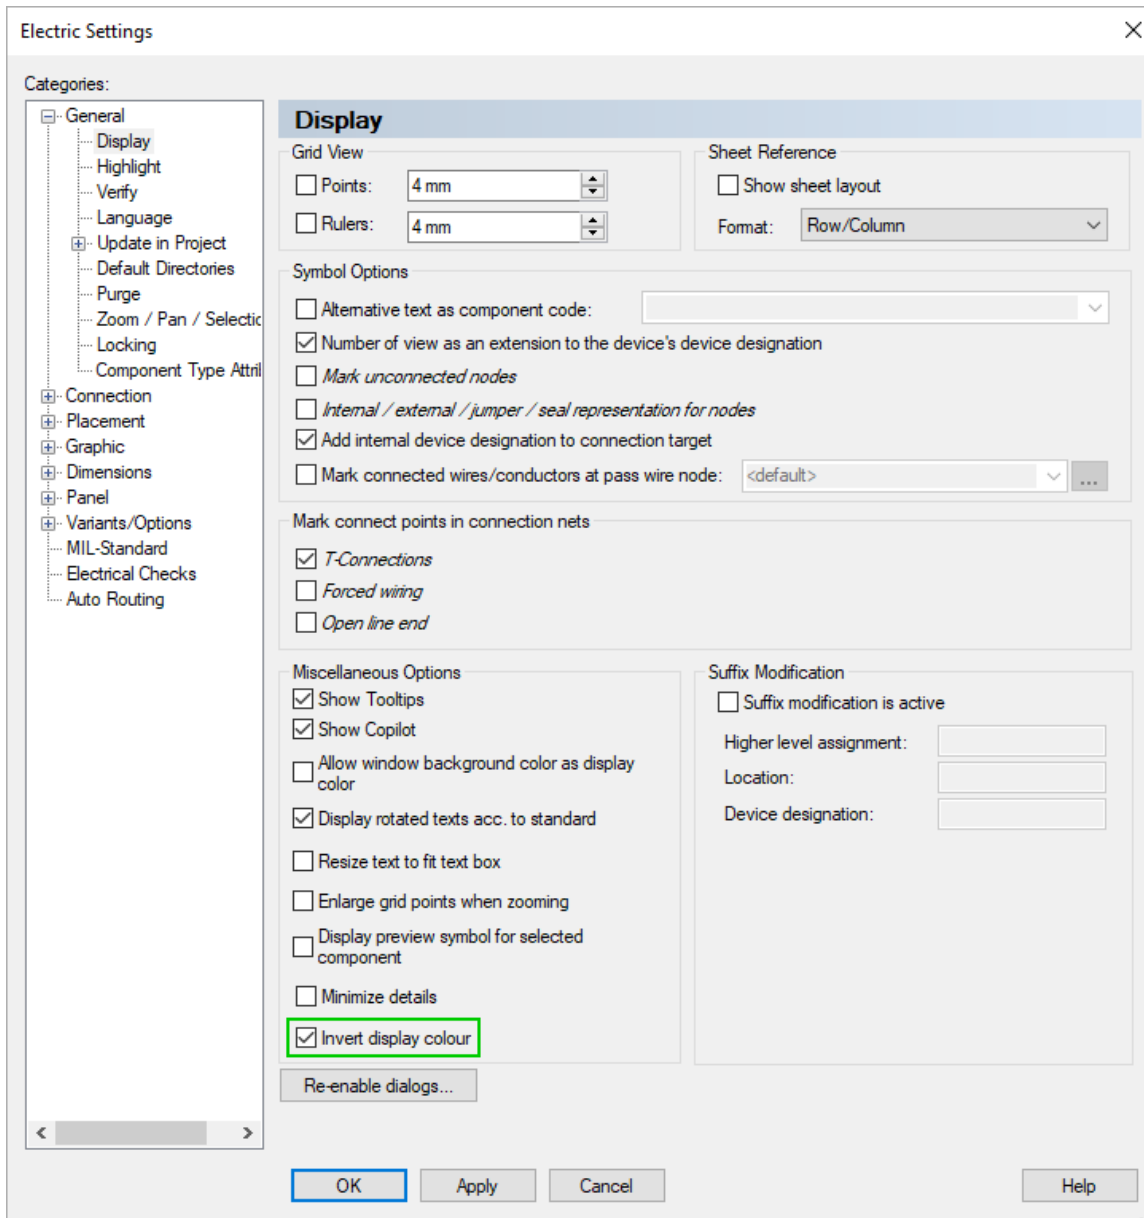 Electric Settings
Categories:
General
Display
Highlight
Verify
Language
Update in Project
Default Directories
Purge
Zoom / Pan / Selectic
Locking
Component Type Attril
Connection
Placement
Graphic
Dimensions
Panel
Variants/Options
MIL-Standard
Electrical Checks
Auto Routing
Display
Grid View
Points: 4 mm
Rulers: 4 mm
Sheet Reference
Show sheet layout
Format: Row/Column
Symbol Options
Alternative text as component code:
Number of view as an extension to the device's device designation
Mark unconnected nodes
Internal / external / jumper / seal representation for nodes
Add internal device designation to connection target
Mark connected wires/conductors at pass wire node: <default> ...
Mark connect points in connection nets
T-Connections
Forced wiring
Open line end
Miscellaneous Options
Show Tooltips
Show Copilot
Allow window background color as display
color
Display rotated texts acc. to standard
Resize text to fit text box
Enlarge grid points when zooming
Display preview symbol for selected
component
Minimize details
Invert display colour
Suffix Modification
Suffix modification is active
Higher level assignment:
Location:
Device designation:
Re-enable dialogs...
OK Apply Cancel Help